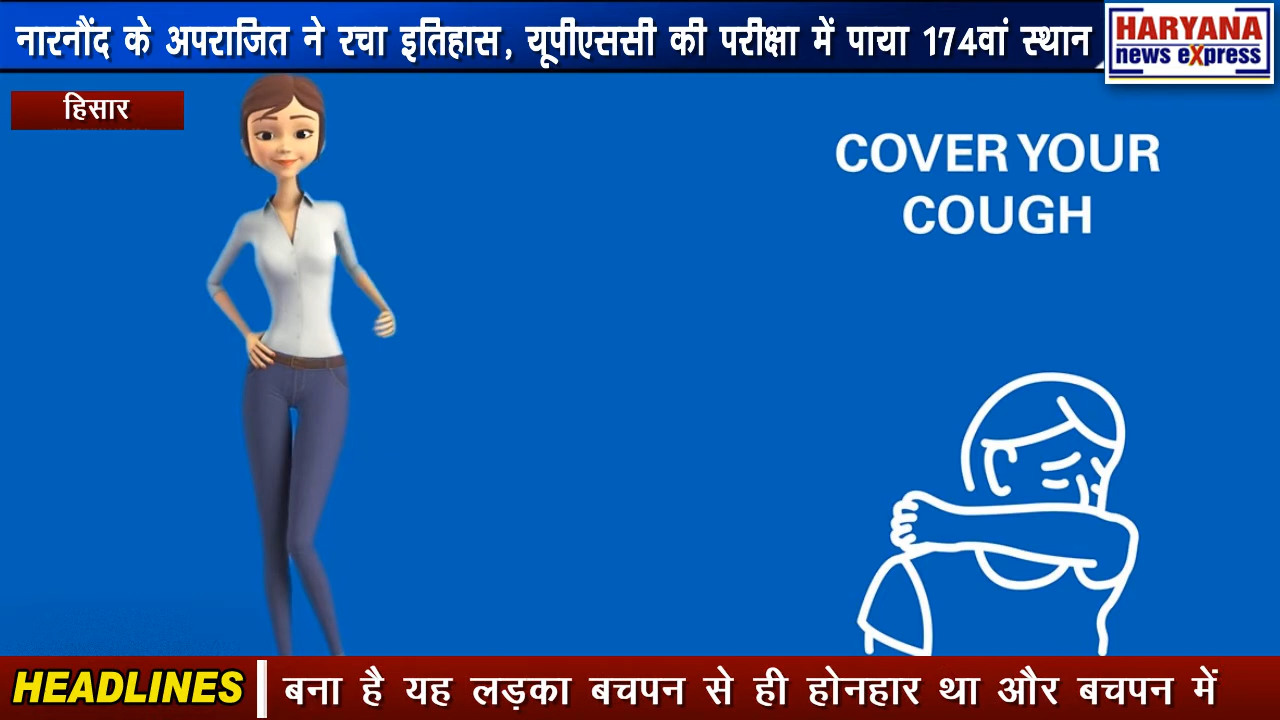 नारनौंद के अपराजित ने रचा इतिहास, यूपीएससी की परीक्षा में पाया 174वां स्थान
HARYANA
news eXpress
हिसार
COVER YOUR
COUGH
HEADLINES
बना है यह लड़का बचपन से ही होनहार था और बचपन में